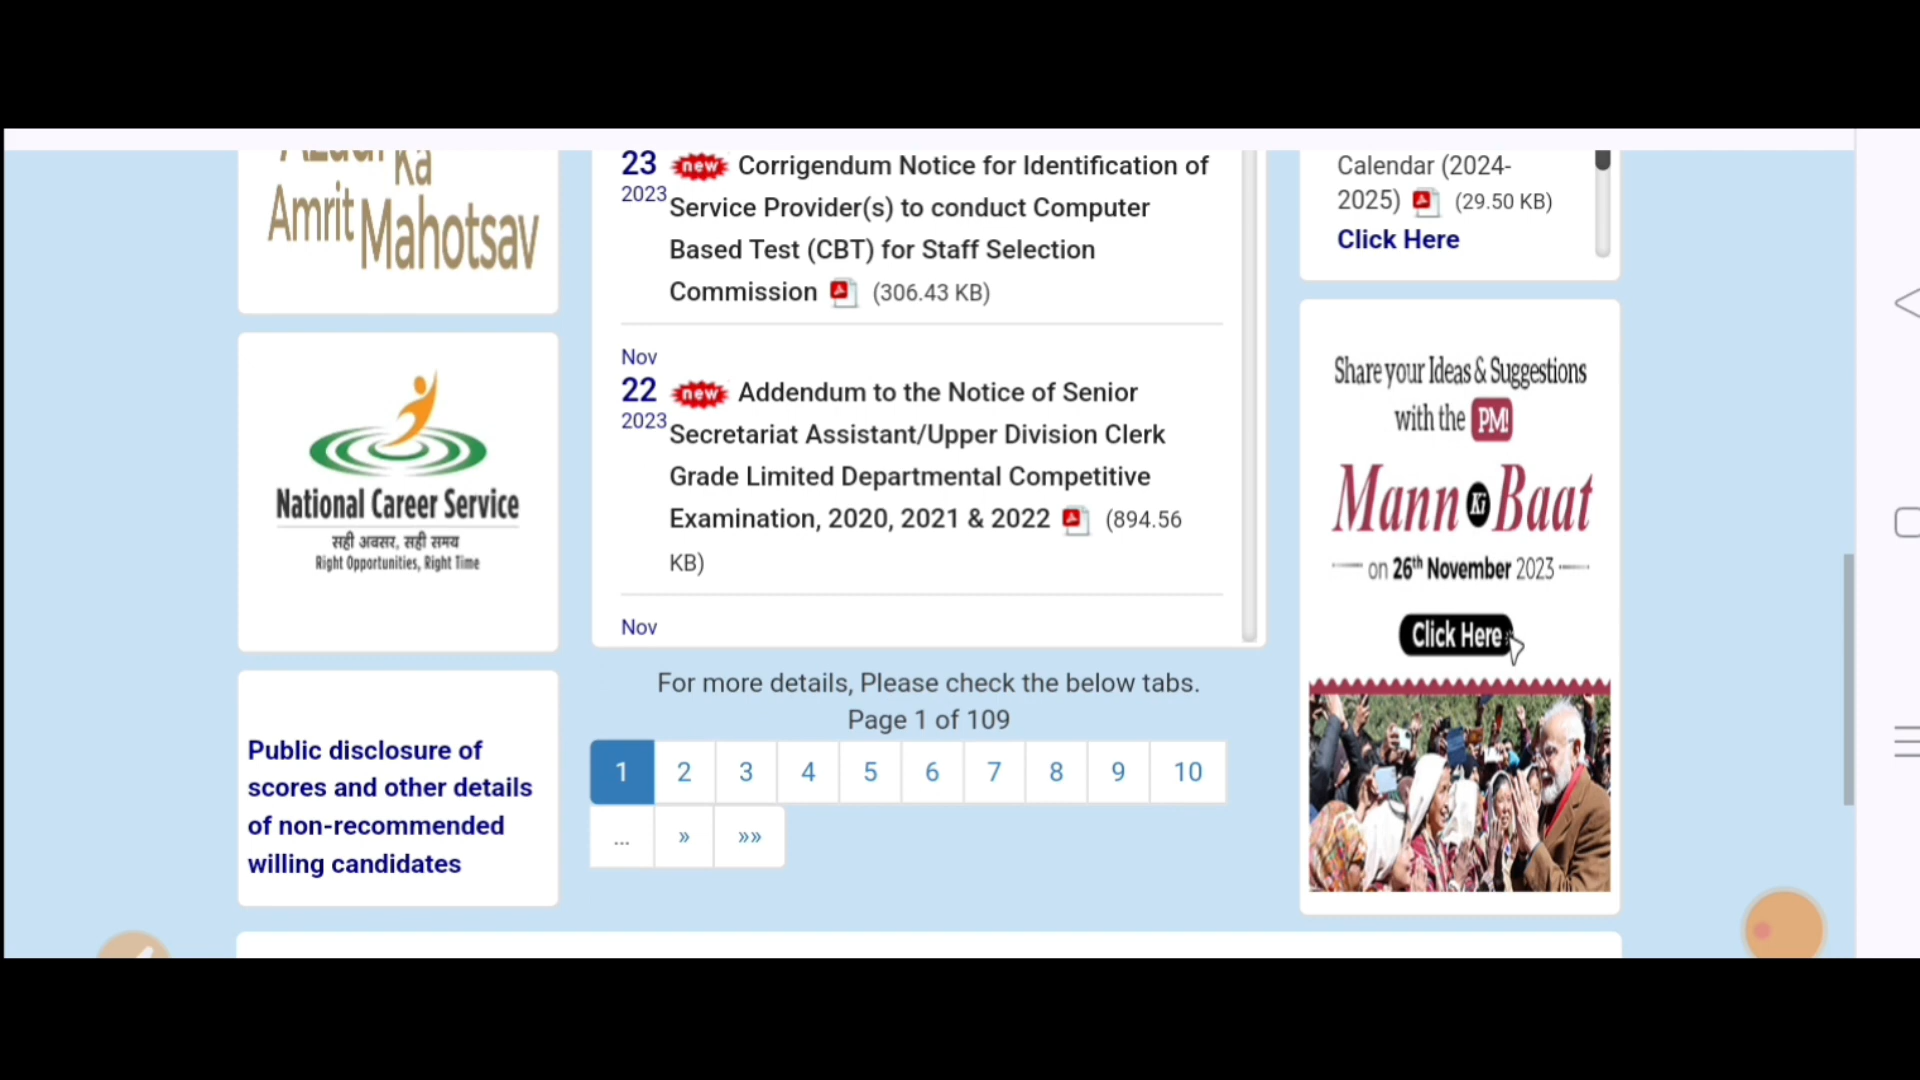 Azadi Ka
Amrit Mahotsav
National Career Service
सही अवसर, सही समय
Right Opportunities, Right Time
Public disclosure of
scores and other details
of non-recommended
willing candidates
23 new Corrigendum Notice for Identification of
2023 Service Provider(s) to conduct Computer
Based Test (CBT) for Staff Selection
Commission (306.43 KB)
Nov
22 new Addendum to the Notice of Senior
2023 Secretariat Assistant/Upper Division Clerk
Grade Limited Departmental Competitive
Examination, 2020, 2021 & 2022 (894.56
KB)
Nov
For more details, Please check the below tabs.
Page 1 of 109
1 2 3 4 5 6 7 8 9 10
... » »»
Calendar (2024-
2025) (29.50 KB)
Click Here
Share your Ideas & Suggestions
with the PM!
Mann Ki Baat
on 26th November 2023
Click Here